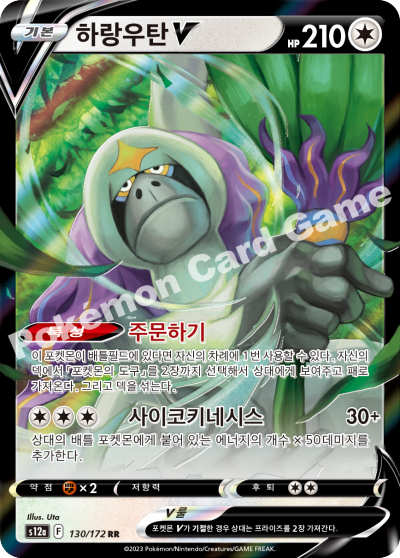 기본 하랑우탄 V HP 210
Pokémon Card Game
특성 주문하기
이 포켓몬이 배틀필드에 있다면 자신의 차례에 1번 사용할 수 있다. 자신의
덱에서 「포켓몬의 도구」를 2장까지 선택해서 상대에게 보여주고 패로
가져온다. 그리고 덱을 섞는다.
사이코키네시스 30+
상대의 배틀 포켓몬에게 붙어 있는 에너지의 개수 × 50데미지를
추가한다.
약점 ×2 저항력 후퇴
Illus. Uta
V룰
s12a F 130/172 RR
포켓몬 V가 기절한 경우 상대는 프라이즈를 2장 가져간다.
©2023 Pokémon/Nintendo/Creatures/GAME FREAK.